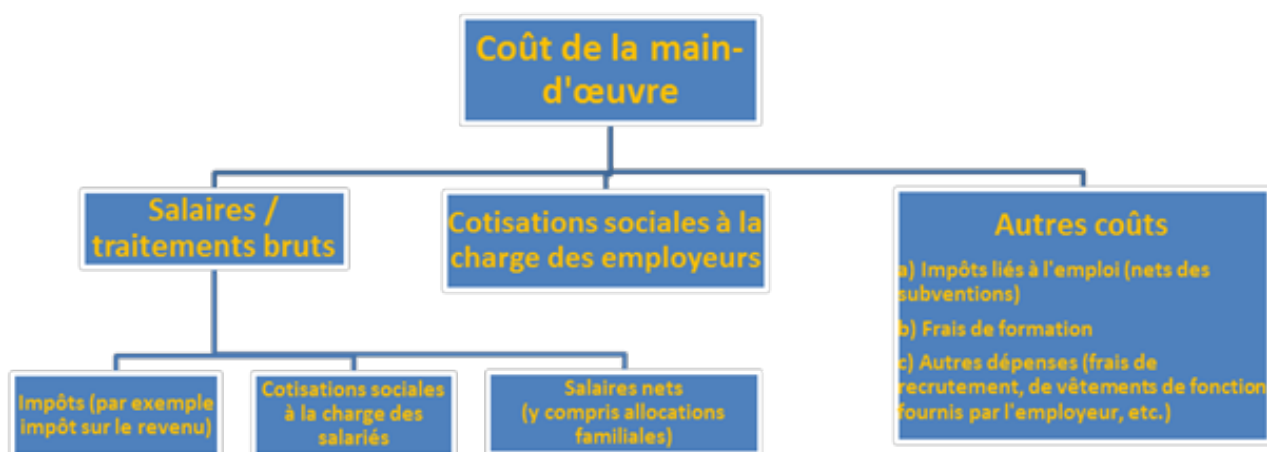 Coût de la main-
d'œuvre
Salaires /
traitements bruts
Cotisations sociales à la
charge des employeurs
Autres coûts
a) Impôts liés à l'emploi (nets des
subventions)
b) Frais de formation
c) Autres dépenses (frais de
recrutement, de vêtements de fonction
fournis par l'employeur, etc.)
Impôts (par exemple
impôt sur le revenu)
Cotisations sociales
à la charge des
salariés
Salaires nets
(y compris allocations
familiales)